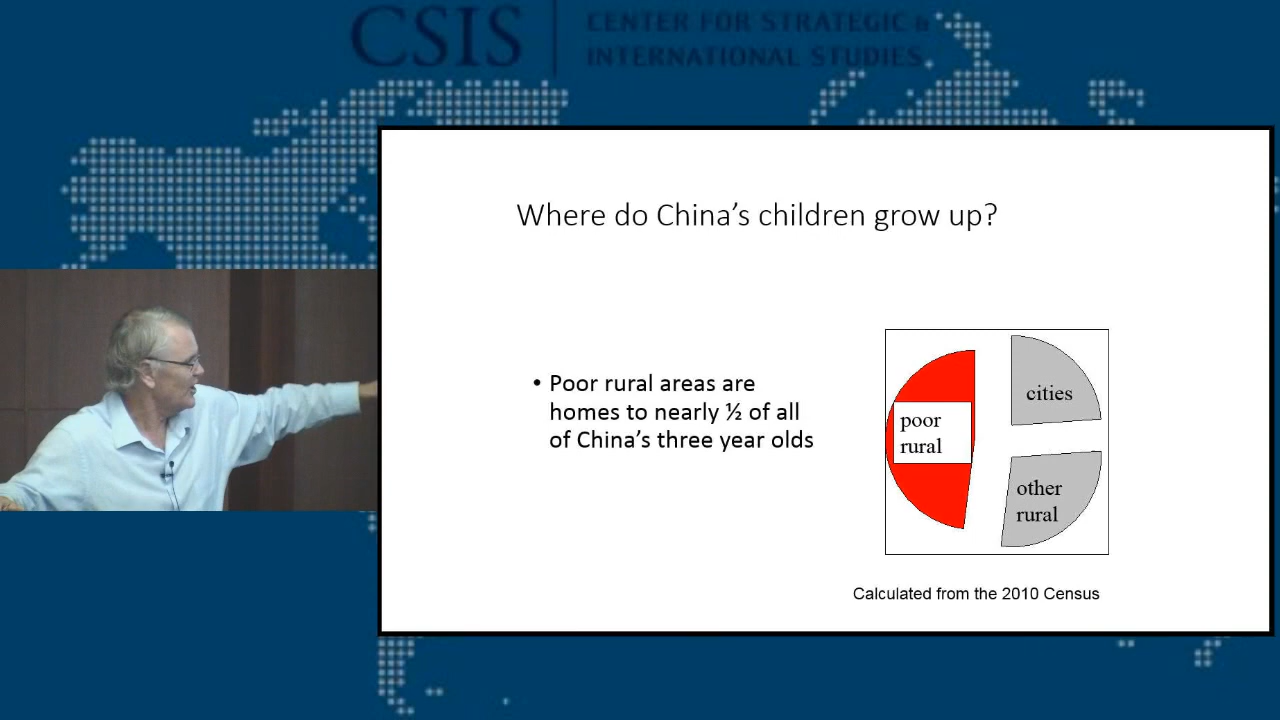 CSIS
CENTER FOR STRATEGIC &
INTERNATIONAL STUDIES
Where do China’s children grow up?
• Poor rural areas are
homes to nearly ½ of all
of China’s three year olds
poor
rural
cities
other
rural
Calculated from the 2010 Census